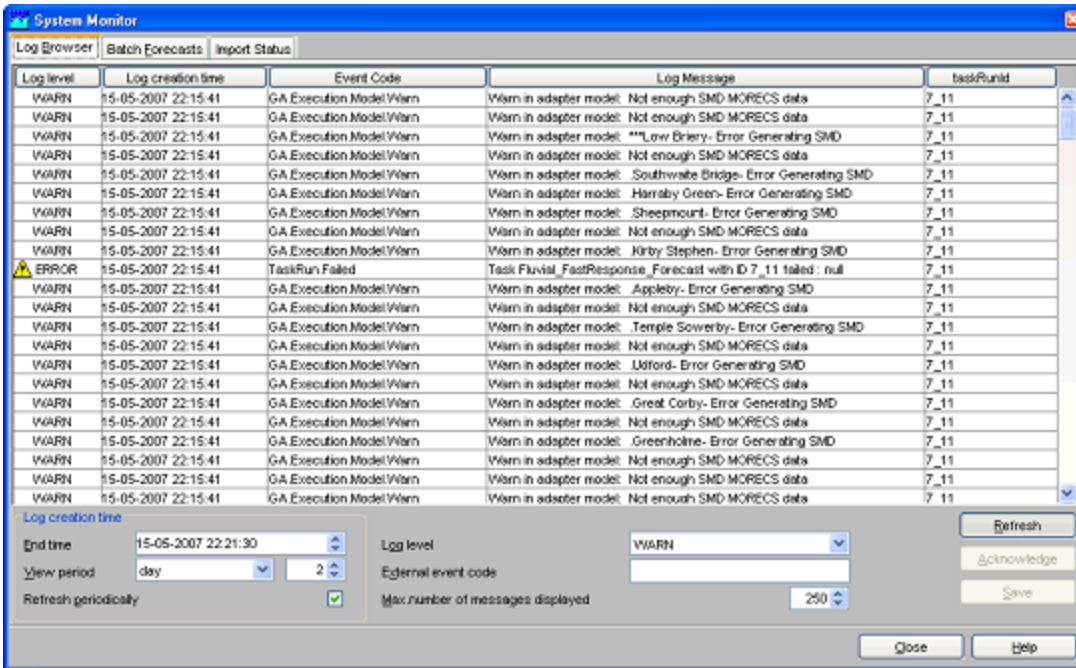 System Monitor
Log Browser Batch Forecasts Import Status
Log level Log creation time Event Code Log Message taskRunId
WARN 15-05-2007 22:15:41 GA.Execution.Model.Warn Warn in adapter model: Not enough SMD MORECS data 7_11
WARN 15-05-2007 22:15:41 GA.Execution.Model.Warn Warn in adapter model: Not enough SMD MORECS data 7_11
WARN 15-05-2007 22:15:41 GA.Execution.Model.Warn Warn in adapter model: ***Low Briery- Error Generating SMD 7_11
WARN 15-05-2007 22:15:41 GA.Execution.Model.Warn Warn in adapter model: Not enough SMD MORECS data 7_11
WARN 15-05-2007 22:15:41 GA.Execution.Model.Warn Warn in adapter model: .Southwaite Bridge- Error Generating SMD 7_11
WARN 15-05-2007 22:15:41 GA.Execution.Model.Warn Warn in adapter model: .Harraby Green- Error Generating SMD 7_11
WARN 15-05-2007 22:15:41 GA.Execution.Model.Warn Warn in adapter model: .Sheepmount- Error Generating SMD 7_11
WARN 15-05-2007 22:15:41 GA.Execution.Model.Warn Warn in adapter model: Not enough SMD MORECS data 7_11
WARN 15-05-2007 22:15:41 GA.Execution.Model.Warn Warn in adapter model: .Kirby Stephen- Error Generating SMD 7_11
ERROR 15-05-2007 22:15:41 TaskRun.Failed Task Fluvial_FastResponse_Forecast with ID 7_11 failed : null 7_11
WARN 15-05-2007 22:15:41 GA.Execution.Model.Warn Warn in adapter model: .Appleby- Error Generating SMD 7_11
WARN 15-05-2007 22:15:41 GA.Execution.Model.Warn Warn in adapter model: Not enough SMD MORECS data 7_11
WARN 15-05-2007 22:15:41 GA.Execution.Model.Warn Warn in adapter model: .Temple Sowerby- Error Generating SMD 7_11
WARN 15-05-2007 22:15:41 GA.Execution.Model.Warn Warn in adapter model: Not enough SMD MORECS data 7_11
WARN 15-05-2007 22:15:41 GA.Execution.Model.Warn Warn in adapter model: .Udford- Error Generating SMD 7_11
WARN 15-05-2007 22:15:41 GA.Execution.Model.Warn Warn in adapter model: Not enough SMD MORECS data 7_11
WARN 15-05-2007 22:15:41 GA.Execution.Model.Warn Warn in adapter model: .Great Corby- Error Generating SMD 7_11
WARN 15-05-2007 22:15:41 GA.Execution.Model.Warn Warn in adapter model: Not enough SMD MORECS data 7_11
WARN 15-05-2007 22:15:41 GA.Execution.Model.Warn Warn in adapter model: .Greenholme- Error Generating SMD 7_11
WARN 15-05-2007 22:15:41 GA.Execution.Model.Warn Warn in adapter model: Not enough SMD MORECS data 7_11
WARN 15-05-2007 22:15:41 GA.Execution.Model.Warn Warn in adapter model: Not enough SMD MORECS data 7_11
WARN 15-05-2007 22:15:41 GA.Execution.Model.Warn Warn in adapter model: Not enough SMD MORECS data 7_11
Log creation time
Refresh
End time 15-05-2007 22:21:30 Log level WARN
Acknowledge
View period day 2 External event code
Save
Refresh periodically Max.number of messages displayed 250
Close Help